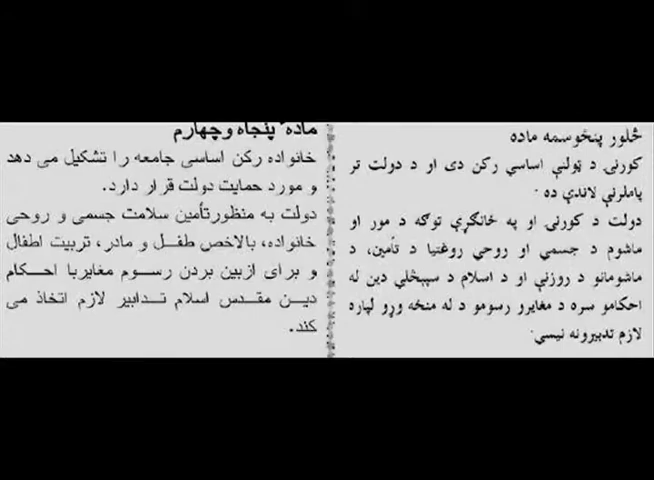 څلور پنځوسمه ماده
کورنۍ د ټولنې اساسي رکن دی او د دولت تر
پاملرنې لاندې ده .
دولت د کورنۍ او په ځانګړې توګه د مور او
ماشوم د جسمي او روحي روغتیا د تأمین، د
ماشومانو د روزنې او د اسلام د سپېڅلي دین له
احکامو سره د مغایرو رسومو د له منځه وړو لپاره
لازم تدبیرونه نیسي.
مادهٔ پنجاه وچهارم
خانواده رکن اساسی جامعه را تشکیل می دهد
و مورد حمایت دولت قرار دارد.
دولت به منظورتأمین سلامت جسمی و روحی
خانواده، بالاخص طفل و مادر، تربیت اطفال
و برای ازبین بردن رسوم مغایربا احکام
دین مقدس اسلام تدابیر لازم اتخاذ می
کند.